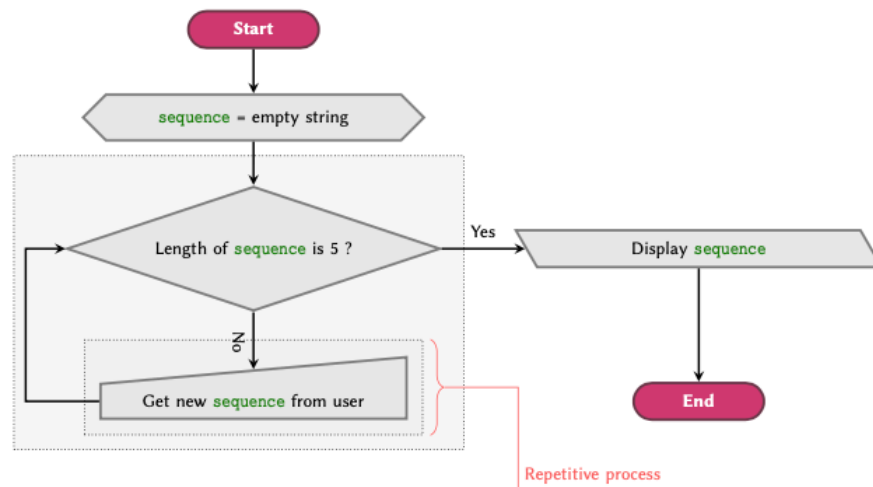 Start
sequence = empty string
Length of sequence is 5 ?
Yes
Display sequence
No
Get new sequence from user
End
Repetitive process